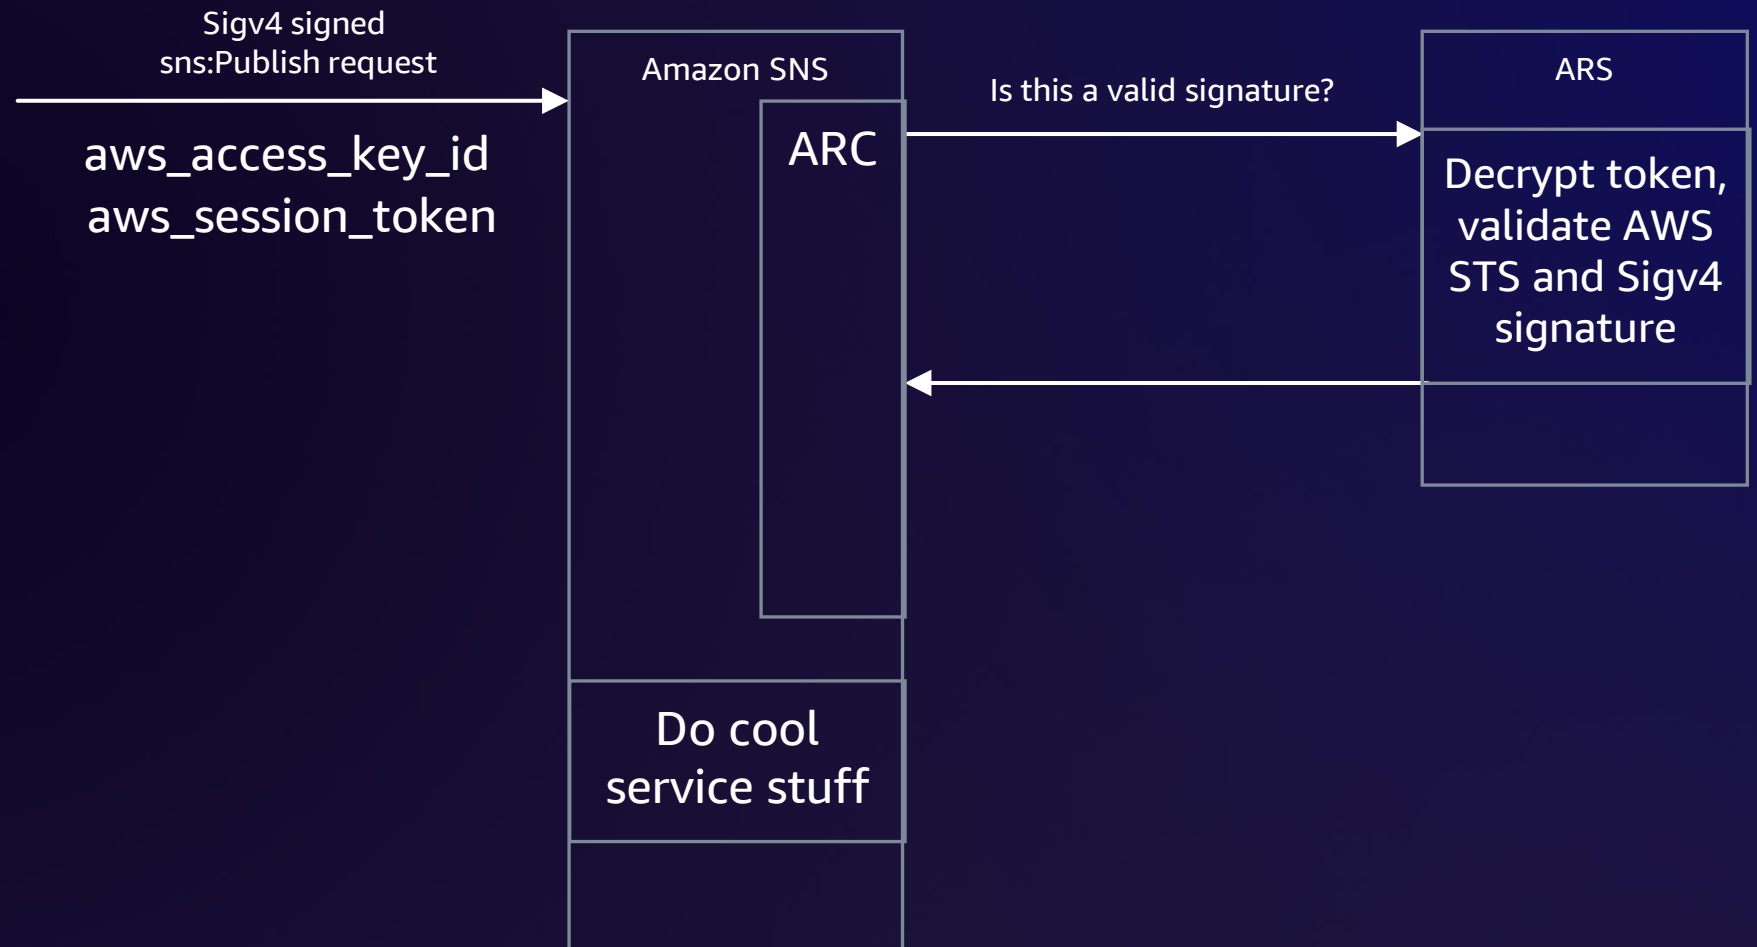 Sigv4 signed
sns:Publish request
aws_access_key_id
aws_session_token
Amazon SNS
ARC
Is this a valid signature?
ARS
Decrypt token,
validate AWS
STS and Sigv4
signature
Do cool
service stuff